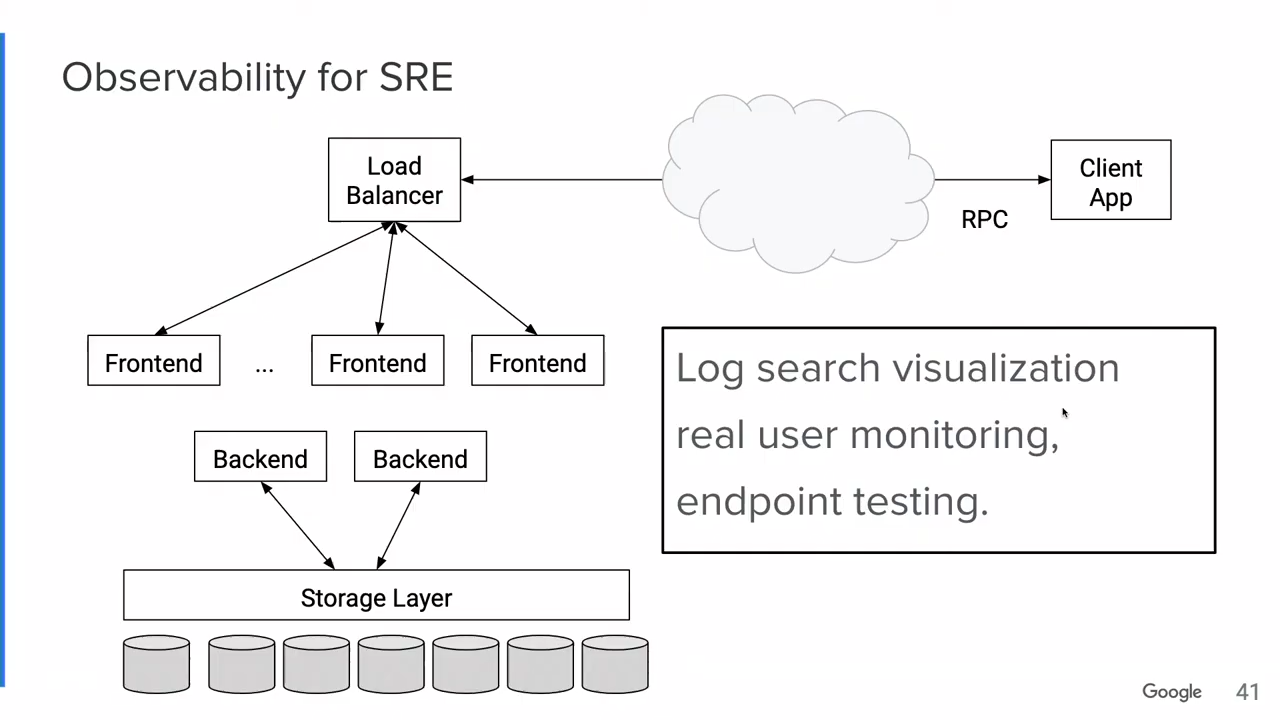 Observability for SRE
Load
Balancer
Client
App
RPC
Frontend
...
Frontend
Frontend
Log search visualization
real user monitoring,
endpoint testing.
Backend
Backend
Storage Layer
Google
41